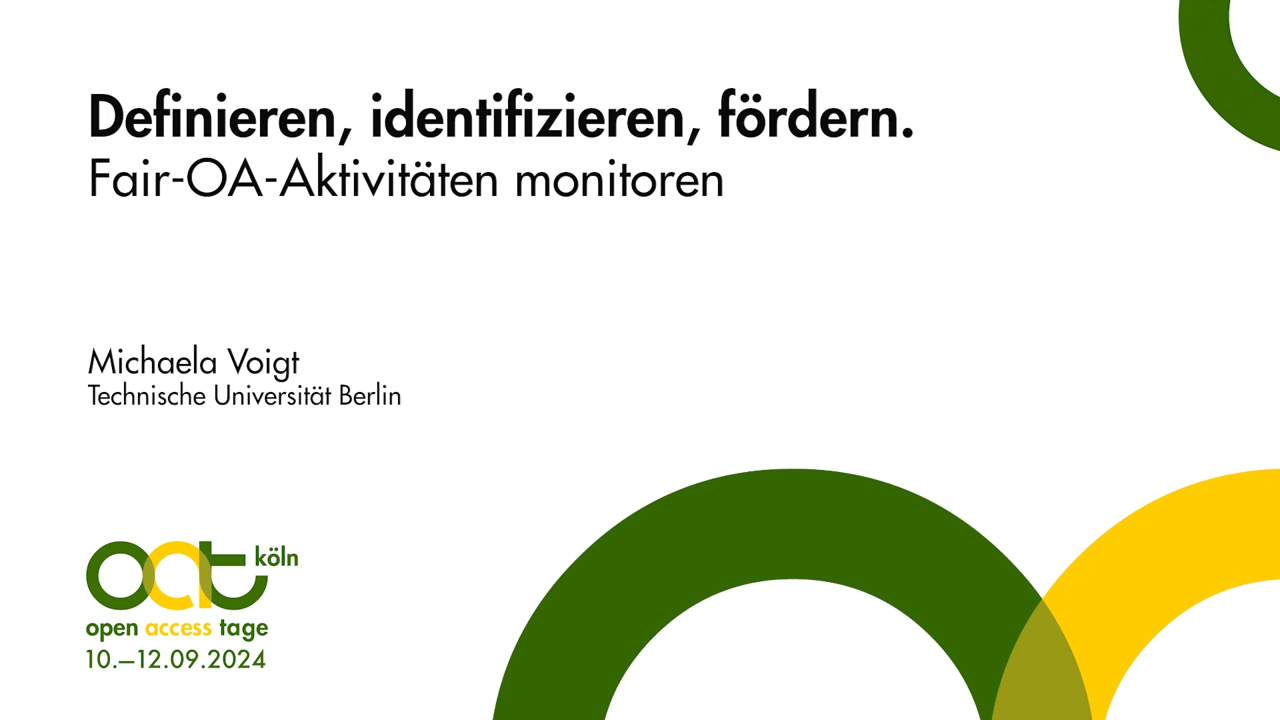 Definieren, identifizieren, fördern.
Fair-OA-Aktivitäten monitoren
Michaela Voigt
Technische Universität Berlin
oat köln
open access tage
10.–12.09.2024